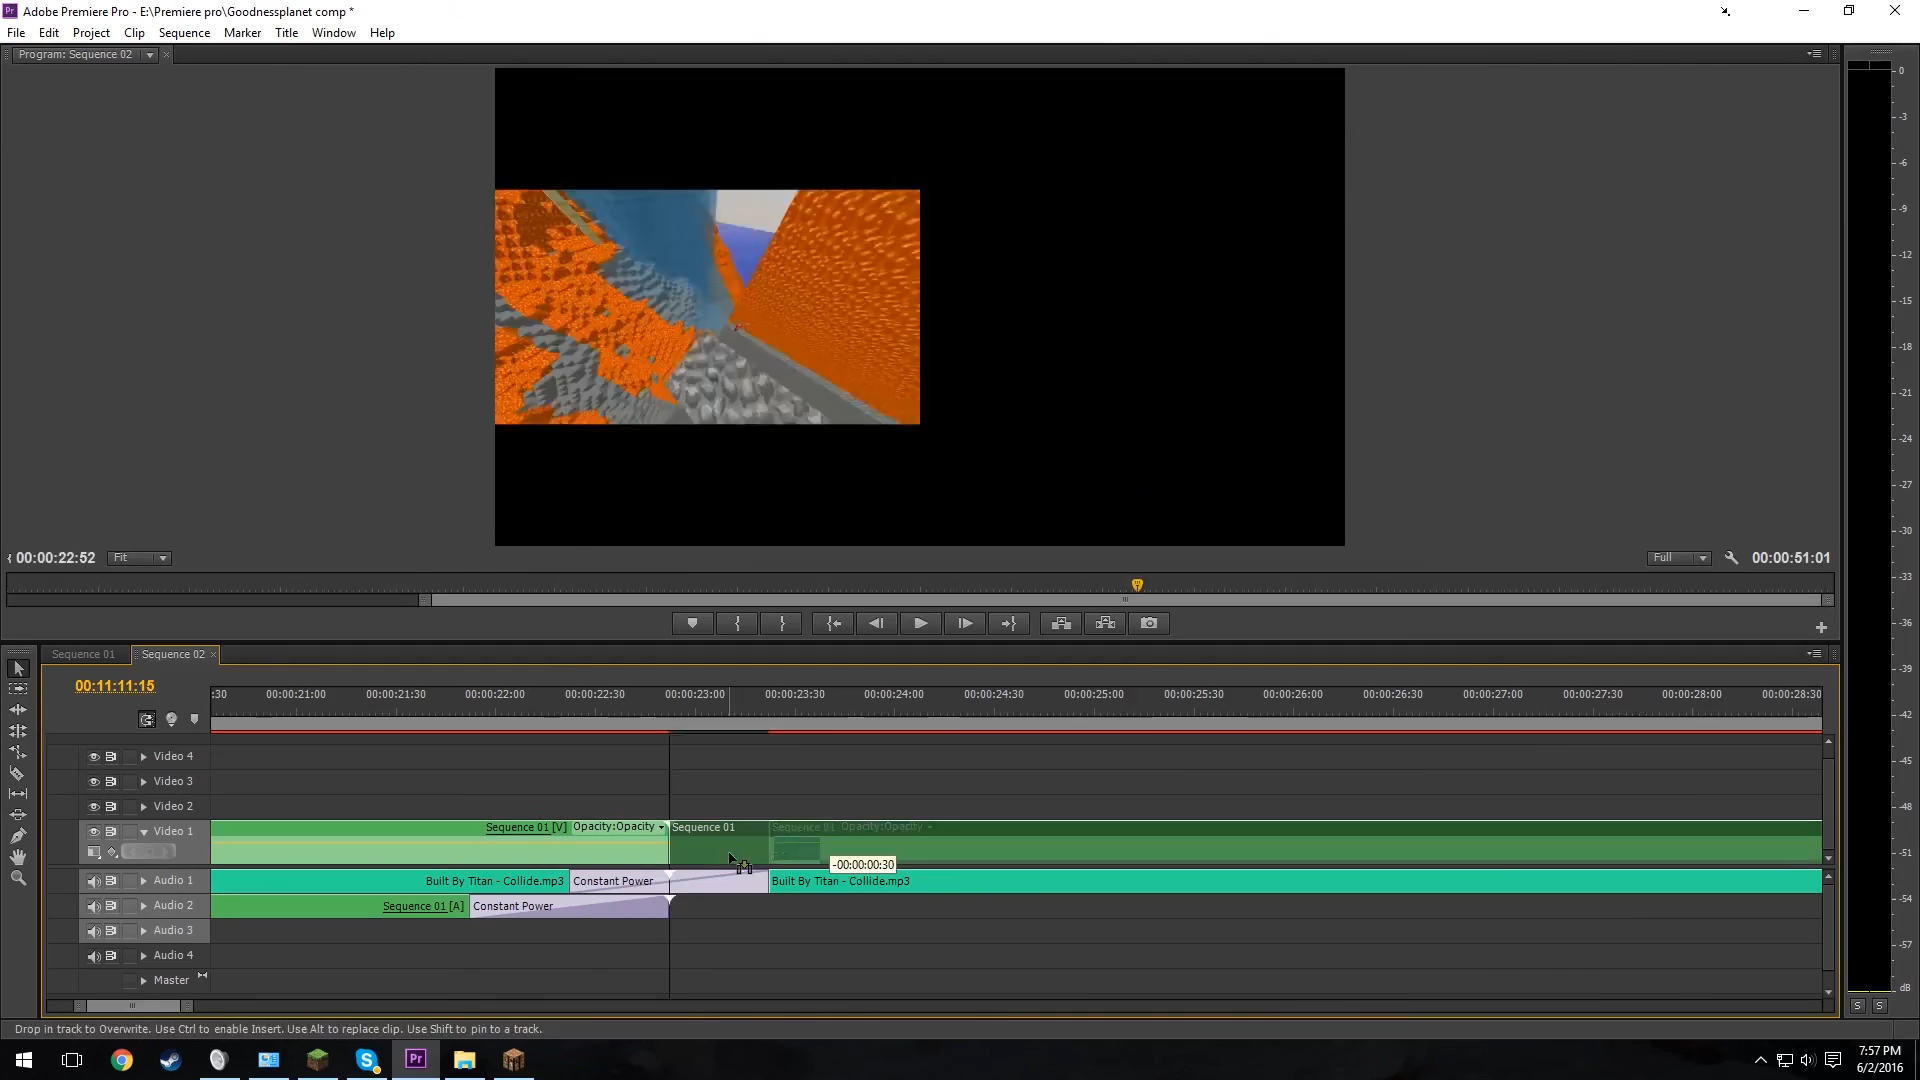 Pr Adobe Premiere Pro - E:\Premiere pro\Goodnessplanet comp *
File Edit Project Clip Sequence Marker Title Window Help
Program: Sequence 02
00:00:22:52 Fit Full 00:00:51:01
0
-3
-6
-9
-12
-15
-18
-21
-24
-27
-30
-33
-36
-39
-42
-45
-48
-51
-54
-57
dB
S S
Sequence 01 Sequence 02
00:11:11:15
:30 00:00:21:00 00:00:21:30 00:00:22:00 00:00:22:30 00:00:23:00 00:00:23:30 00:00:24:00 00:00:24:30 00:00:25:00 00:00:25:30 00:00:26:00 00:00:26:30 00:00:27:00 00:00:27:30 00:00:28:00 00:00:28:30
Video 4
Video 3
Video 2
Video 1 Sequence 01 [V] Opacity:Opacity Sequence 01 Sequence 01 Opacity:Opacity
-00:00:00:30
Audio 1 Built By Titan - Collide.mp3 Constant Power Built By Titan - Collide.mp3
Audio 2 Sequence 01 [A] Constant Power
Audio 3
Audio 4
Master
Drop in track to Overwrite. Use Ctrl to enable Insert. Use Alt to replace clip. Use Shift to pin to a track.
Pr
7:57 PM
6/2/2016